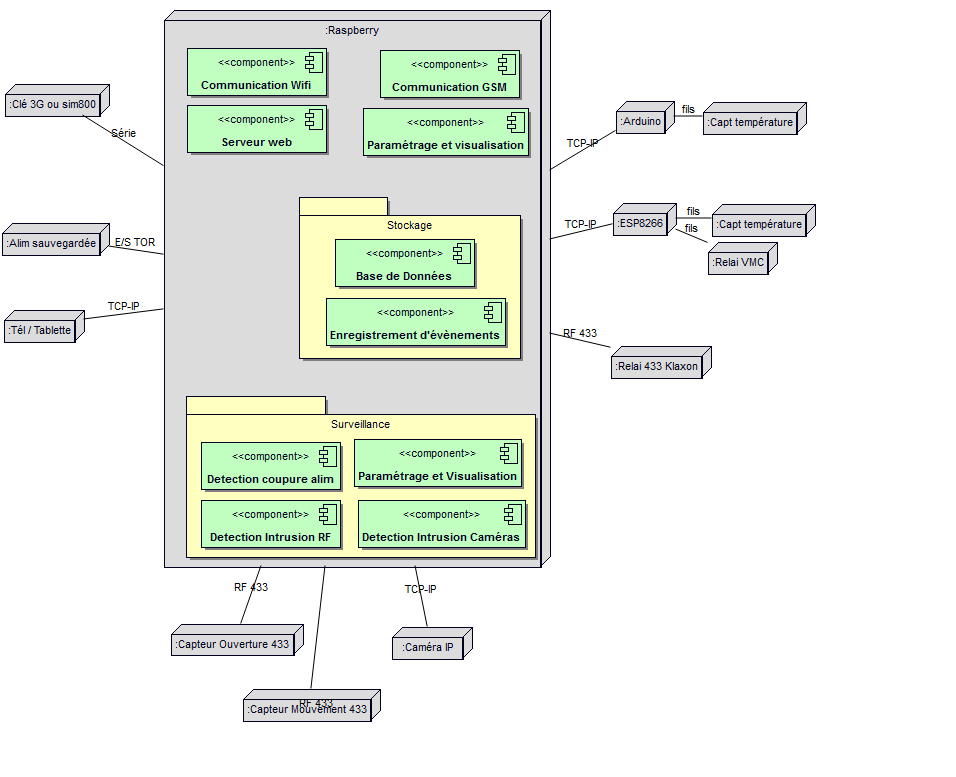 :Raspberry
<<component>>
Communication Wifi
<<component>>
Communication GSM
<<component>>
Serveur web
<<component>>
Paramétrage et visualisation
Stockage
<<component>>
Base de Données
<<component>>
Enregistrement d'évènements
Surveillance
<<component>>
Detection coupure alim
<<component>>
Paramétrage et Visualisation
<<component>>
Detection Intrusion RF
<<component>>
Detection Intrusion Caméras
:Clé 3G ou sim800
Série
:Alim sauvegardée
E/S TOR
:Tél / Tablette
TCP-IP
:Arduino
fils
:Capt température
TCP-IP
:ESP8266
fils
:Capt température
fils
:Relai VMC
TCP-IP
RF 433
:Relai 433 Klaxon
RF 433
:Capteur Ouverture 433
RF 433
:Capteur Mouvement 433
TCP-IP
:Caméra IP